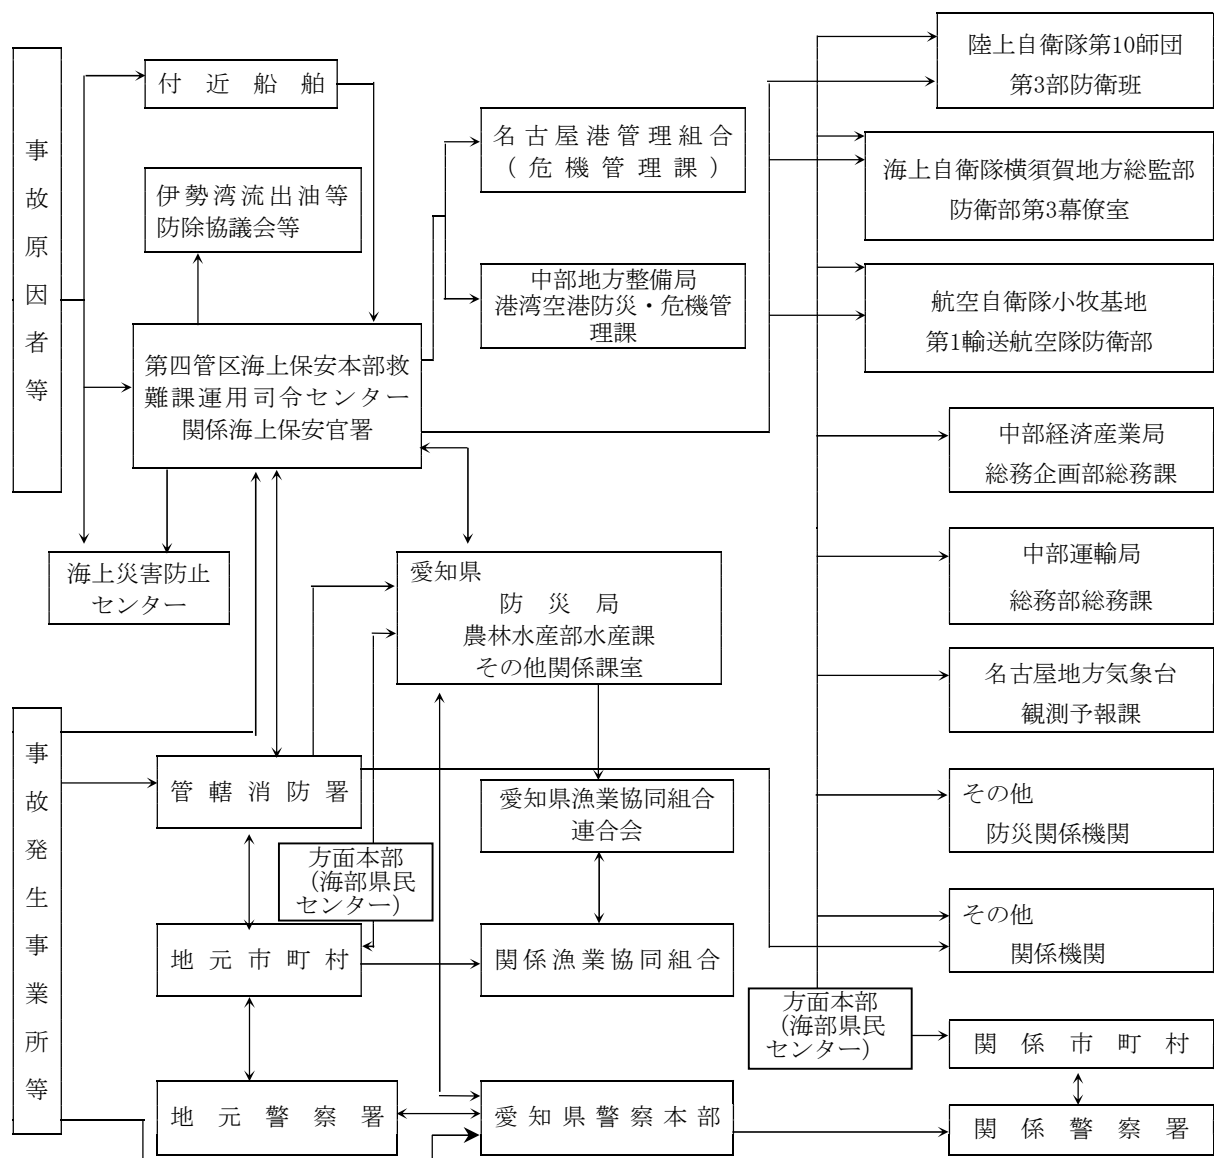 事故原因者等
付近船舶
伊勢湾流出油等
防除協議会等
第四管区海上保安本部救
難課運用司令センター
関係海上保安官署
海上災害防止
センター
名古屋港管理組合
(危機管理課)
中部地方整備局
港湾空港防災・危機管
理課
愛知県
防災局
農林水産部水産課
その他関係課室
陸上自衛隊第10師団
第3部防衛班
海上自衛隊横須賀地方総監部
防衛部第3幕僚室
航空自衛隊小牧基地
第1輸送航空隊防衛部
中部経済産業局
総務企画部総務課
中部運輸局
総務部総務課
名古屋地方気象台
観測予報課
その他
防災関係機関
その他
関係機関
事故発生事業所等
管轄消防署
方面本部
(海部県民
センター)
地元市町村
地元警察署
愛知県漁業協同組合
連合会
関係漁業協同組合
愛知県警察本部
方面本部
(海部県民
センター)
関係市町村
関係警察署